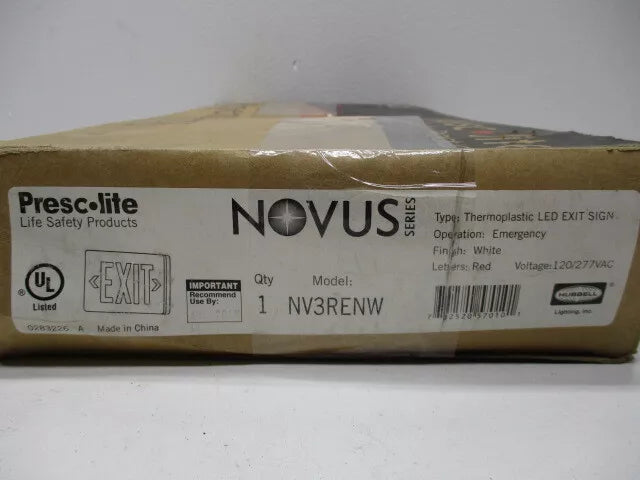 Presc•lite
Life Safety Products
NOVUS SERIES
Type: Thermoplastic LED EXIT SIGN
Operation: Emergency
Finish: White
Letters: Red Voltage: 120/277VAC
UL
Listed
EXIT
IMPORTANT
Recommend
Use By:
Qty
1
Model:
NV3RENW
HUBBELL
Lighting, Inc.
0283226 A Made in China